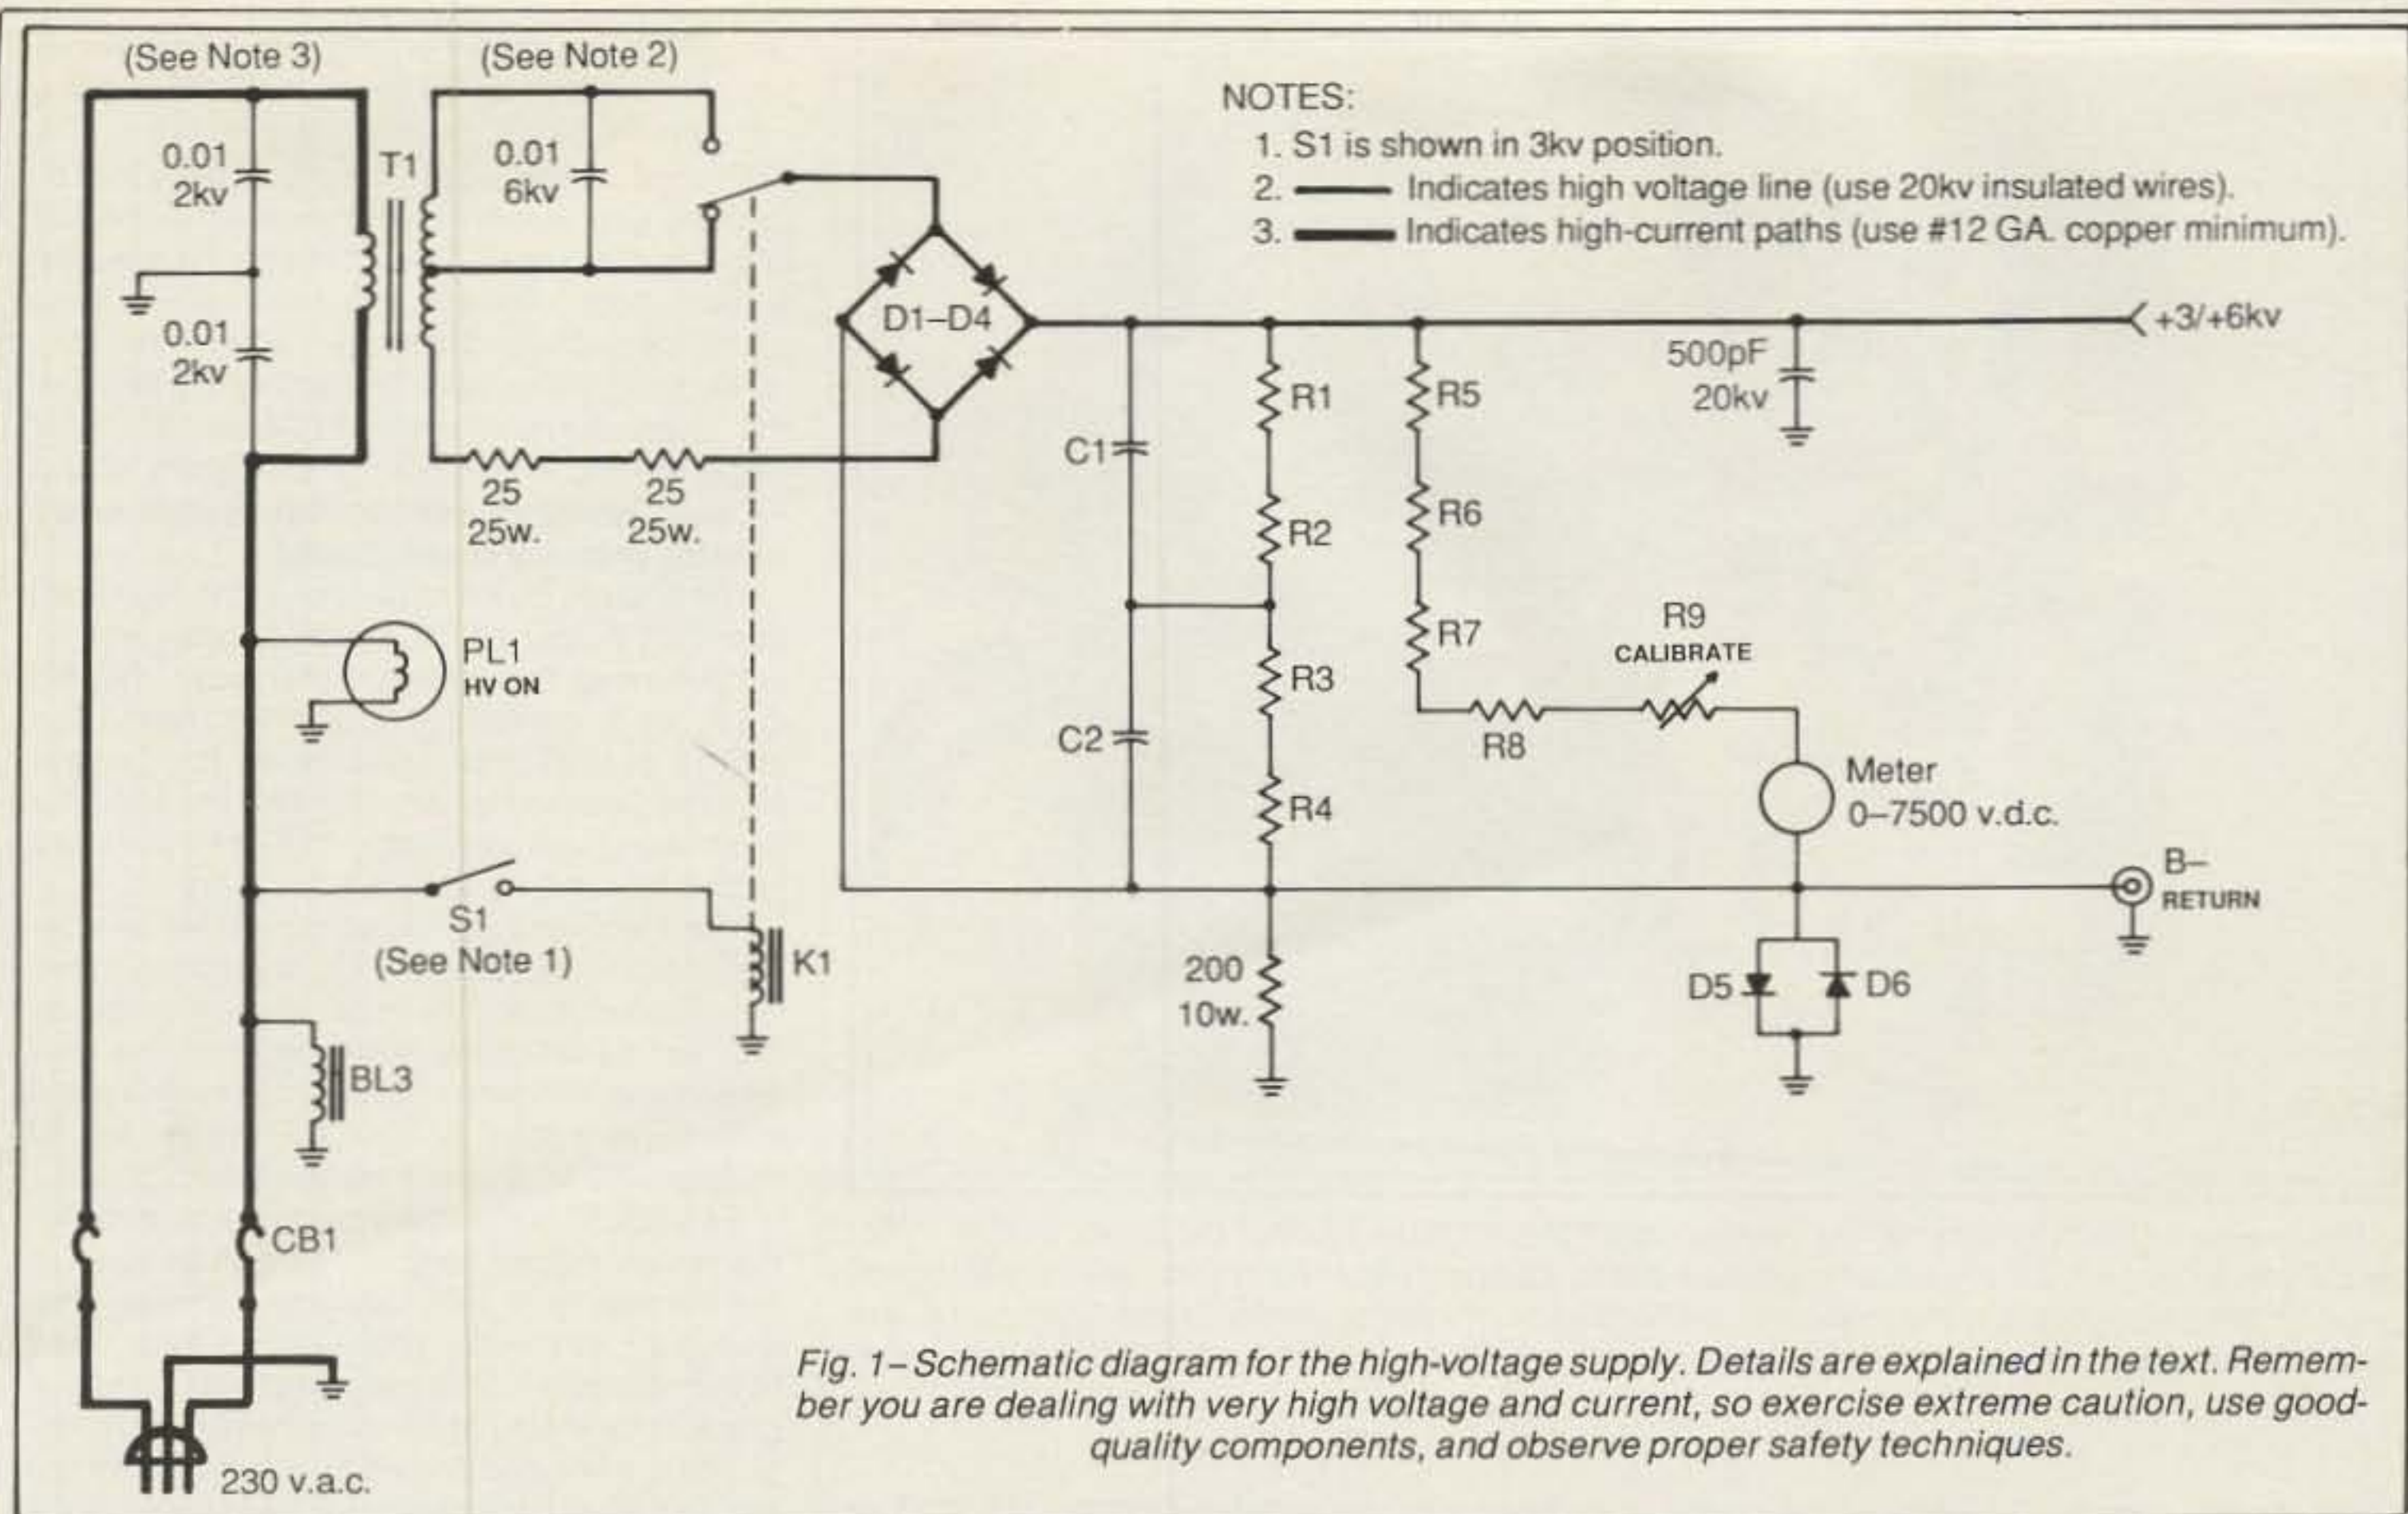 (See Note 3)
(See Note 2)
NOTES:
1. S1 is shown in 3kv position.
2. Indicates high voltage line (use 20kv insulated wires).
3. Indicates high-current paths (use #12 GA. copper minimum).
0.01
2kv
T1
0.01
6kv
0.01
2kv
D1–D4
+3/+6kv
500pF
20kv
R1
R5
C1
25
25w.
25
25w.
R2
R6
R7
R9
CALIBRATE
PL1
HV ON
R3
C2
R8
R4
Meter
0–7500 v.d.c.
B–
RETURN
S1
(See Note 1)
K1
200
10w.
D5
D6
BL3
CB1
230 v.a.c.
Fig. 1– Schematic diagram for the high-voltage supply. Details are explained in the text. Remem-
ber you are dealing with very high voltage and current, so exercise extreme caution, use good-
quality components, and observe proper safety techniques.